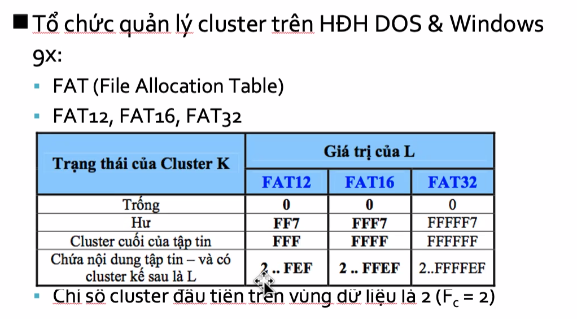 Tổ chức quản lý cluster trên HĐH DOS & Windows
9x:
FAT (File Allocation Table)
FAT12, FAT16, FAT32
Trạng thái của Cluster K Giá trị của L
FAT12 FAT16 FAT32
Trống 0 0 0
Hư FF7 FFF7 FFFFF7
Cluster cuối của tập tin FFF FFFF FFFFFF
Chứa nội dung tập tin – và có
cluster kế sau là L 2 .. FEF 2 .. FFEF 2..FFFFEF
Chỉ số cluster đầu tiên trên vùng dữ liệu là 2 (Fc = 2)